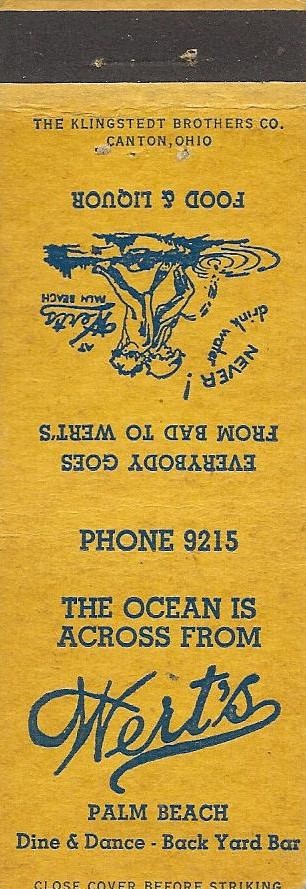 THE KLINGSTEDT BROTHERS CO.
CANTON, OHIO
FOOD & LIQUOR
NEVER!
drink water
AT
Wert's
PALM BEACH
EVERYBODY GOES
FROM BAD TO WERT'S
PHONE 9215
THE OCEAN IS
ACROSS FROM
Wert's
PALM BEACH
Dine & Dance - Back Yard Bar
CLOSE COVER BEFORE STRIKING